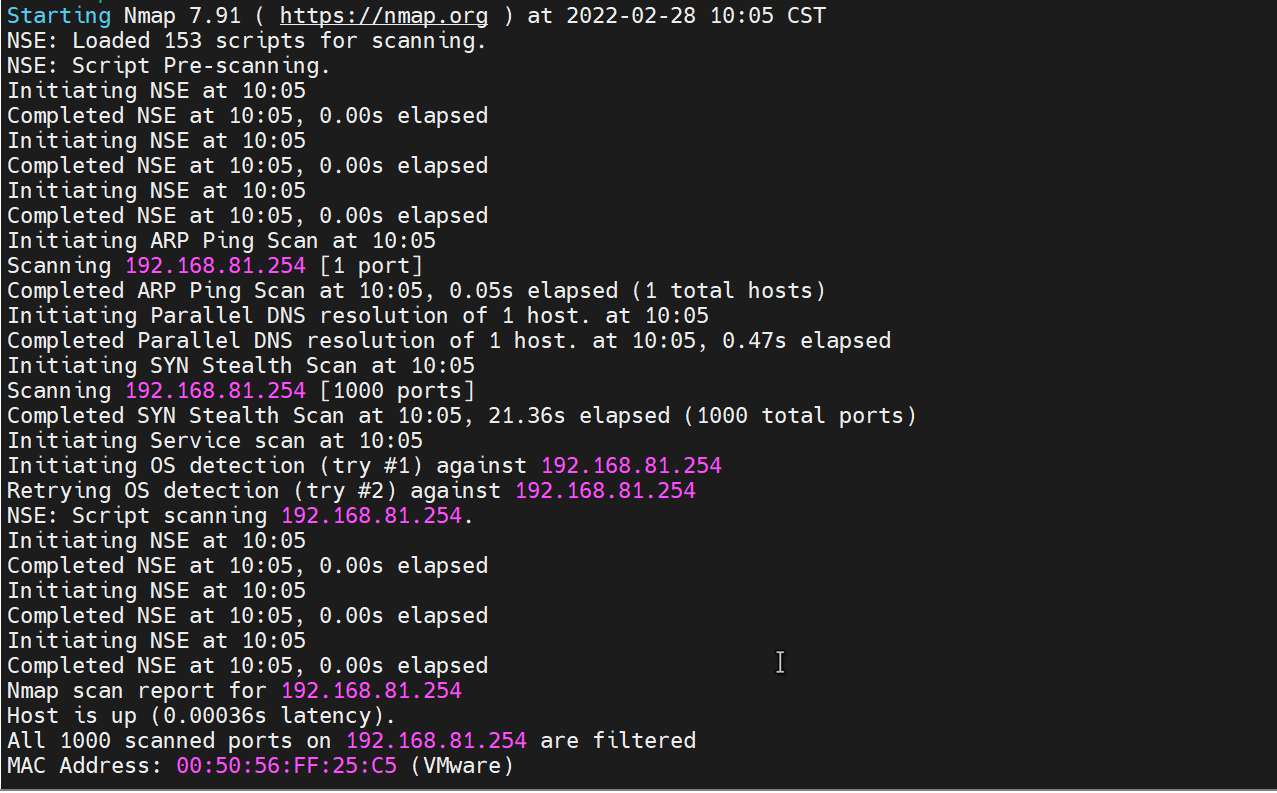 Starting Nmap 7.91 ( https://nmap.org ) at 2022-02-28 10:05 CST
NSE: Loaded 153 scripts for scanning.
NSE: Script Pre-scanning.
Initiating NSE at 10:05
Completed NSE at 10:05, 0.00s elapsed
Initiating NSE at 10:05
Completed NSE at 10:05, 0.00s elapsed
Initiating NSE at 10:05
Completed NSE at 10:05, 0.00s elapsed
Initiating ARP Ping Scan at 10:05
Scanning 192.168.81.254 [1 port]
Completed ARP Ping Scan at 10:05, 0.05s elapsed (1 total hosts)
Initiating Parallel DNS resolution of 1 host. at 10:05
Completed Parallel DNS resolution of 1 host. at 10:05, 0.47s elapsed
Initiating SYN Stealth Scan at 10:05
Scanning 192.168.81.254 [1000 ports]
Completed SYN Stealth Scan at 10:05, 21.36s elapsed (1000 total ports)
Initiating Service scan at 10:05
Initiating OS detection (try #1) against 192.168.81.254
Retrying OS detection (try #2) against 192.168.81.254
NSE: Script scanning 192.168.81.254.
Initiating NSE at 10:05
Completed NSE at 10:05, 0.00s elapsed
Initiating NSE at 10:05
Completed NSE at 10:05, 0.00s elapsed
Initiating NSE at 10:05
Completed NSE at 10:05, 0.00s elapsed
Nmap scan report for 192.168.81.254
Host is up (0.00036s latency).
All 1000 scanned ports on 192.168.81.254 are filtered
MAC Address: 00:50:56:FF:25:C5 (VMware)